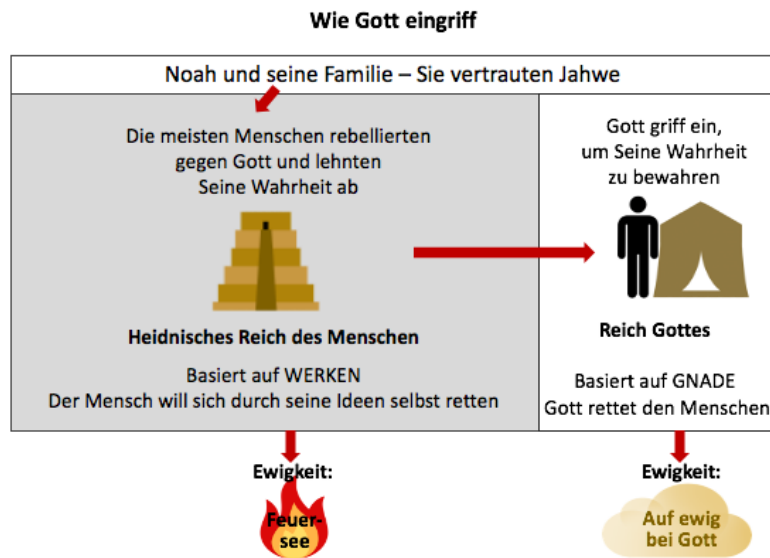 Wie Gott eingriff
Noah und seine Familie – Sie vertrauten Jahwe
Die meisten Menschen rebellierten
gegen Gott und lehnten
Seine Wahrheit ab
Heidnisches Reich des Menschen
Basiert auf WERKEN
Der Mensch will sich durch seine Ideen selbst retten
Gott griff ein,
um Seine Wahrheit
zu bewahren
Reich Gottes
Basiert auf GNADE
Gott rettet den Menschen
Ewigkeit:
Feuer-
see
Ewigkeit:
Auf ewig
bei Gott